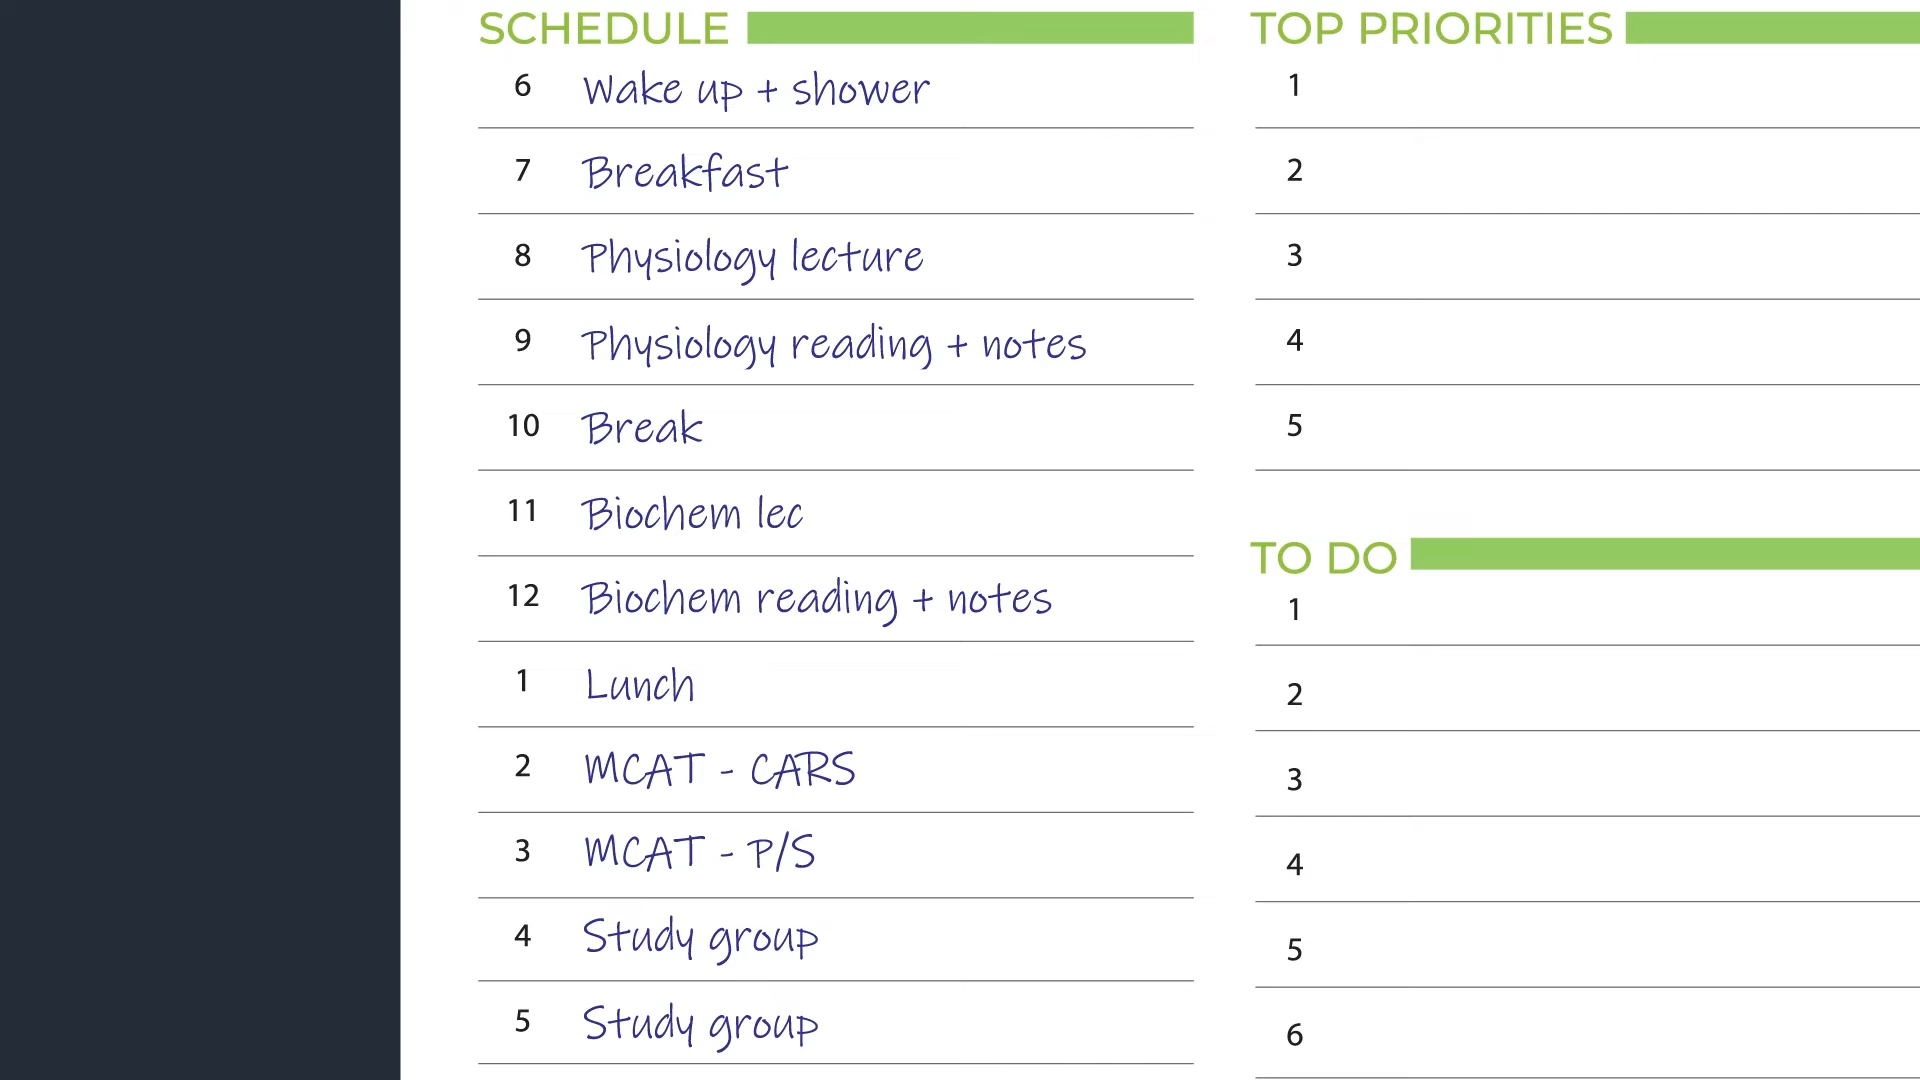 SCHEDULE
6 Wake up + shower
7 Breakfast
8 Physiology lecture
9 Physiology reading + notes
10 Break
11 Biochem lec
12 Biochem reading + notes
1 Lunch
2 MCAT - CARS
3 MCAT - P/S
4 Study group
5 Study group
TOP PRIORITIES
1
2
3
4
5
TO DO
1
2
3
4
5
6